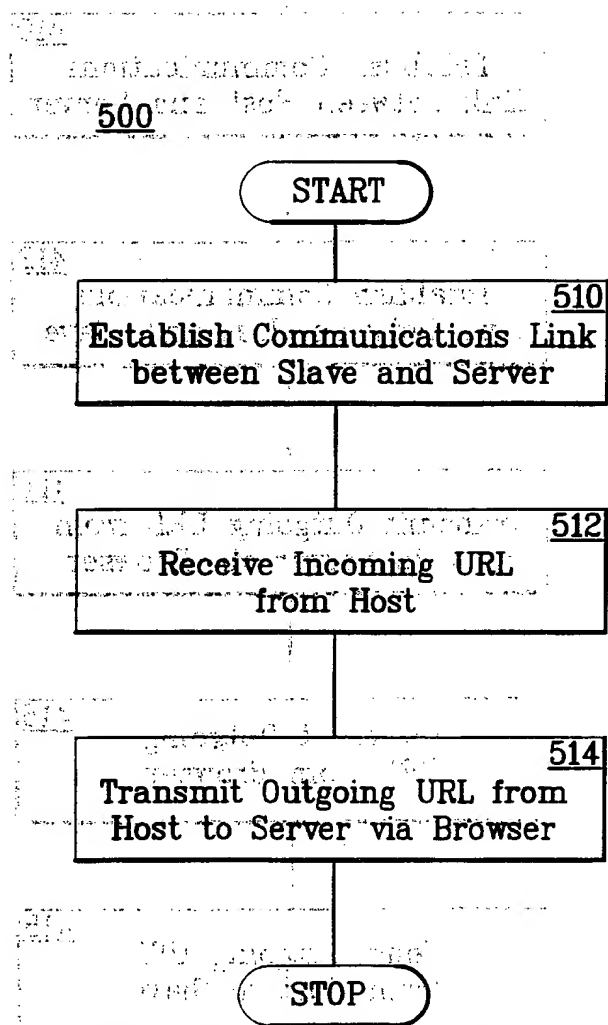 500
START
510
Establish Communications Link
between Slave and Server
512
Receive Incoming URL
from Host
514
Transmit Outgoing URL from
Host to Server via Browser
STOP